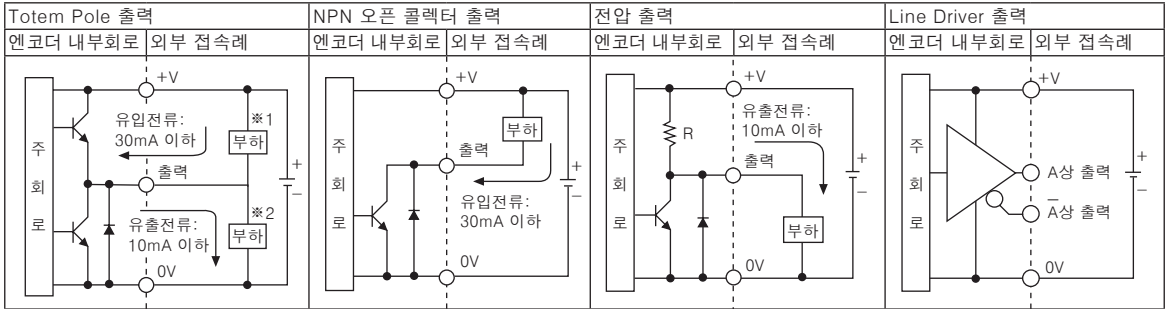 Totem Pole 출력
엔코더 내부회로 외부 접속례
+V
유입전류:
30mA 이하
※1
부하
주
회
로
출력
유출전류:
10mA 이하
※2
부하
+
−
0V
NPN 오픈 콜렉터 출력
엔코더 내부회로 외부 접속례
+V
부하
주
회
로
출력
유입전류:
30mA 이하
+
−
0V
전압 출력
엔코더 내부회로 외부 접속례
+V
유출전류:
10mA 이하
R
주
회
로
출력
부하
+
−
0V
Line Driver 출력
엔코더 내부회로 외부 접속례
+V
주
회
로
A상 출력
A̅상 출력
+
−
0V